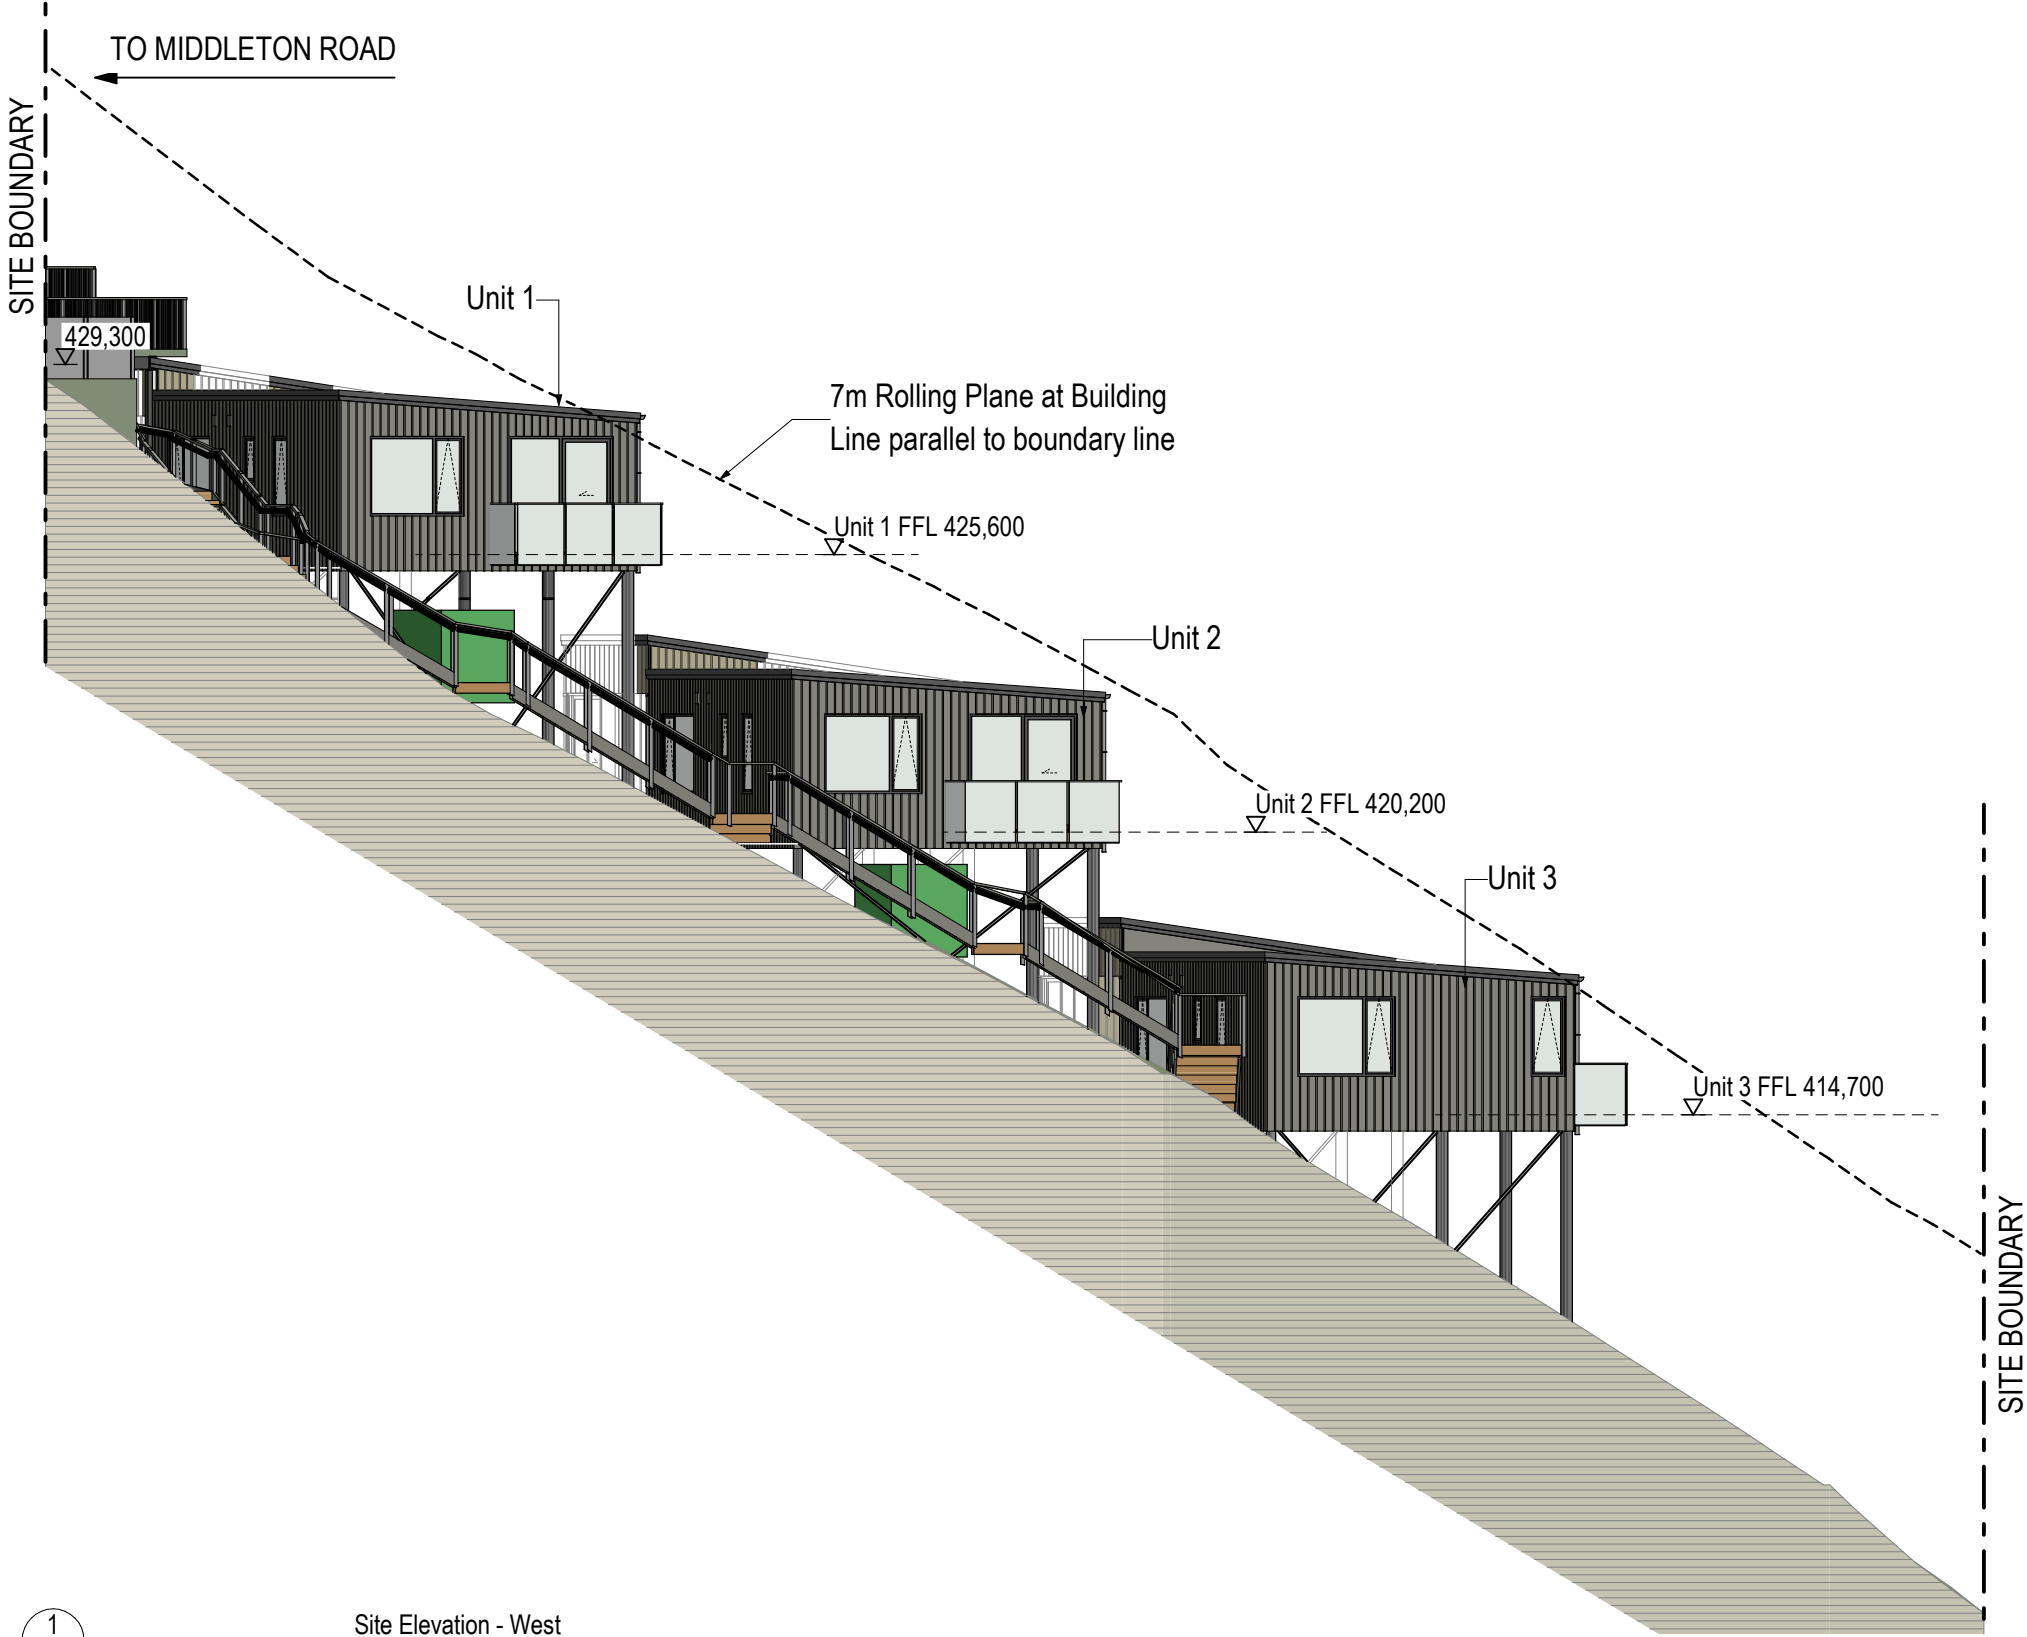 TO MIDDLETON ROAD
SITE BOUNDARY
429,300
Unit 1
7m Rolling Plane at Building
Line parallel to boundary line
Unit 1 FFL 425,600
Unit 2
Unit 2 FFL 420,200
Unit 3
Unit 3 FFL 414,700
SITE BOUNDARY
1
Site Elevation - West